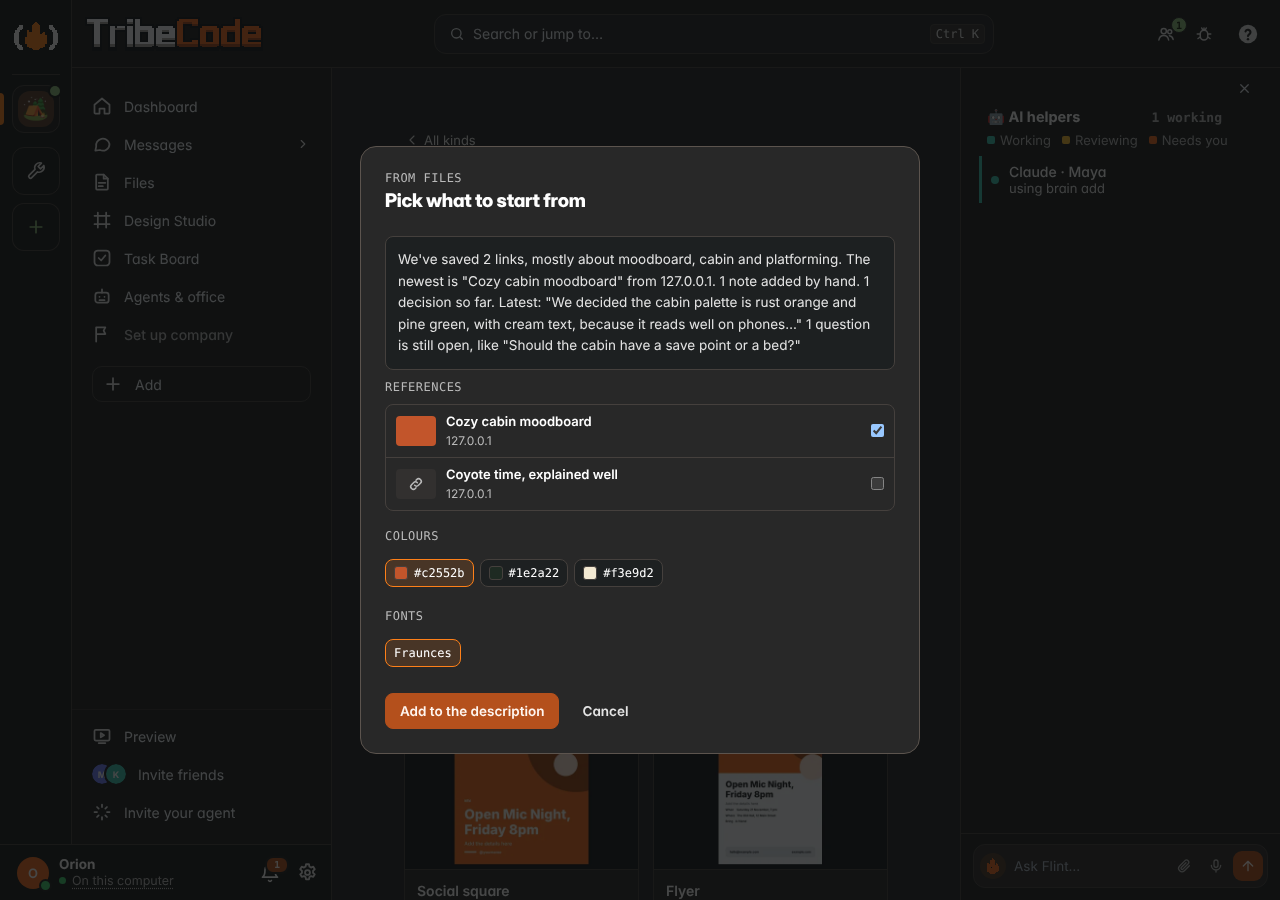 TribeCode
Search or jump to...
Ctrl K
1
?
Dashboard
Messages
Files
Design Studio
Task Board
Agents & office
Set up company
Add
All kinds
AI helpers
1 working
Working
Reviewing
Needs you
Claude · Maya
using brain add
FROM FILES
Pick what to start from
We've saved 2 links, mostly about moodboard, cabin and platforming. The
newest is "Cozy cabin moodboard" from 127.0.0.1. 1 note added by hand. 1
decision so far. Latest: "We decided the cabin palette is rust orange and
pine green, with cream text, because it reads well on phones..." 1 question
is still open, like "Should the cabin have a save point or a bed?"
REFERENCES
Cozy cabin moodboard
127.0.0.1
Coyote time, explained well
127.0.0.1
COLOURS
#c2552b
#1e2a22
#f3e9d2
FONTS
Fraunces
Add to the description
Cancel
Open Mic Night,
Friday 8pm
Social square
Open Mic Night,
Friday 8pm
Flyer
Preview
K
Invite friends
Invite your agent
O
Orion
On this computer
1
Ask Flint...